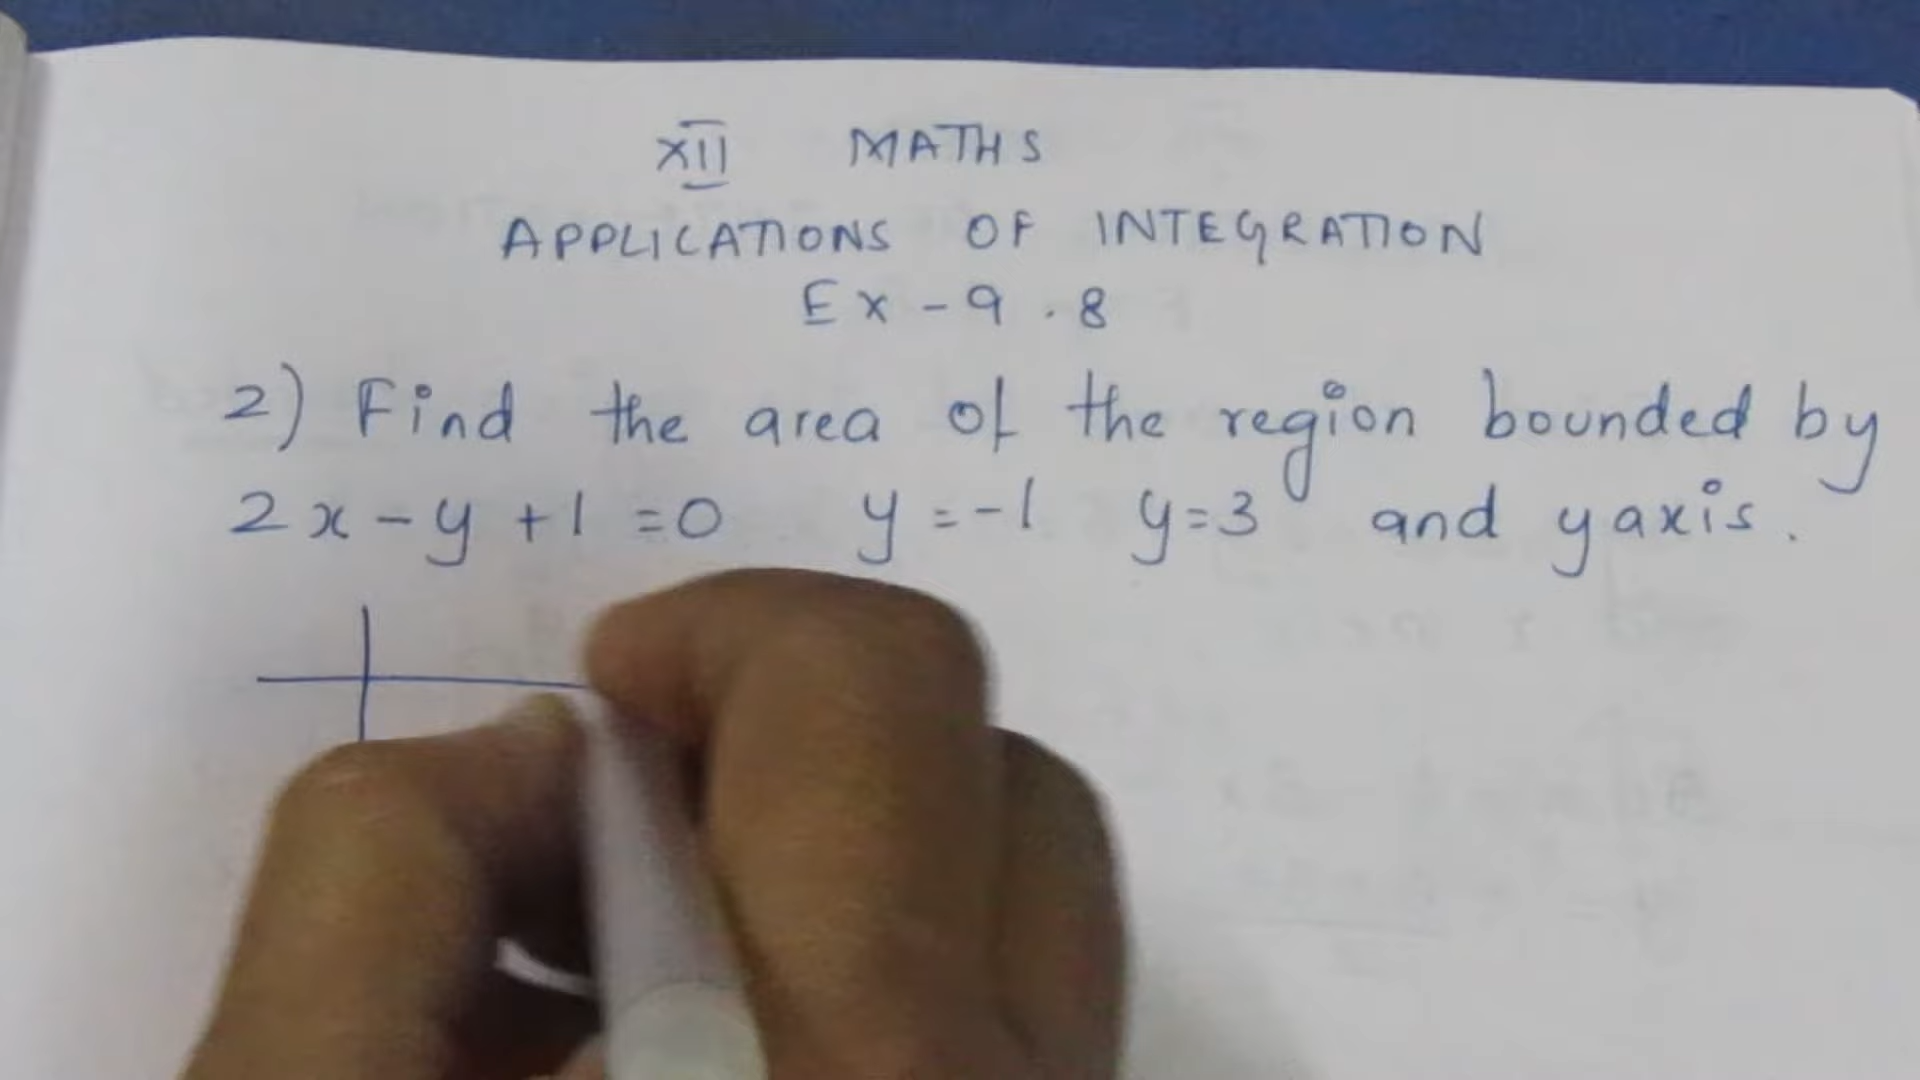 XII MATHS
APPLICATIONS OF INTEGRATION
Ex - 9.8
2) Find the area of the region bounded by
2x - y + 1 = 0 y = -1 y = 3 and y axis.